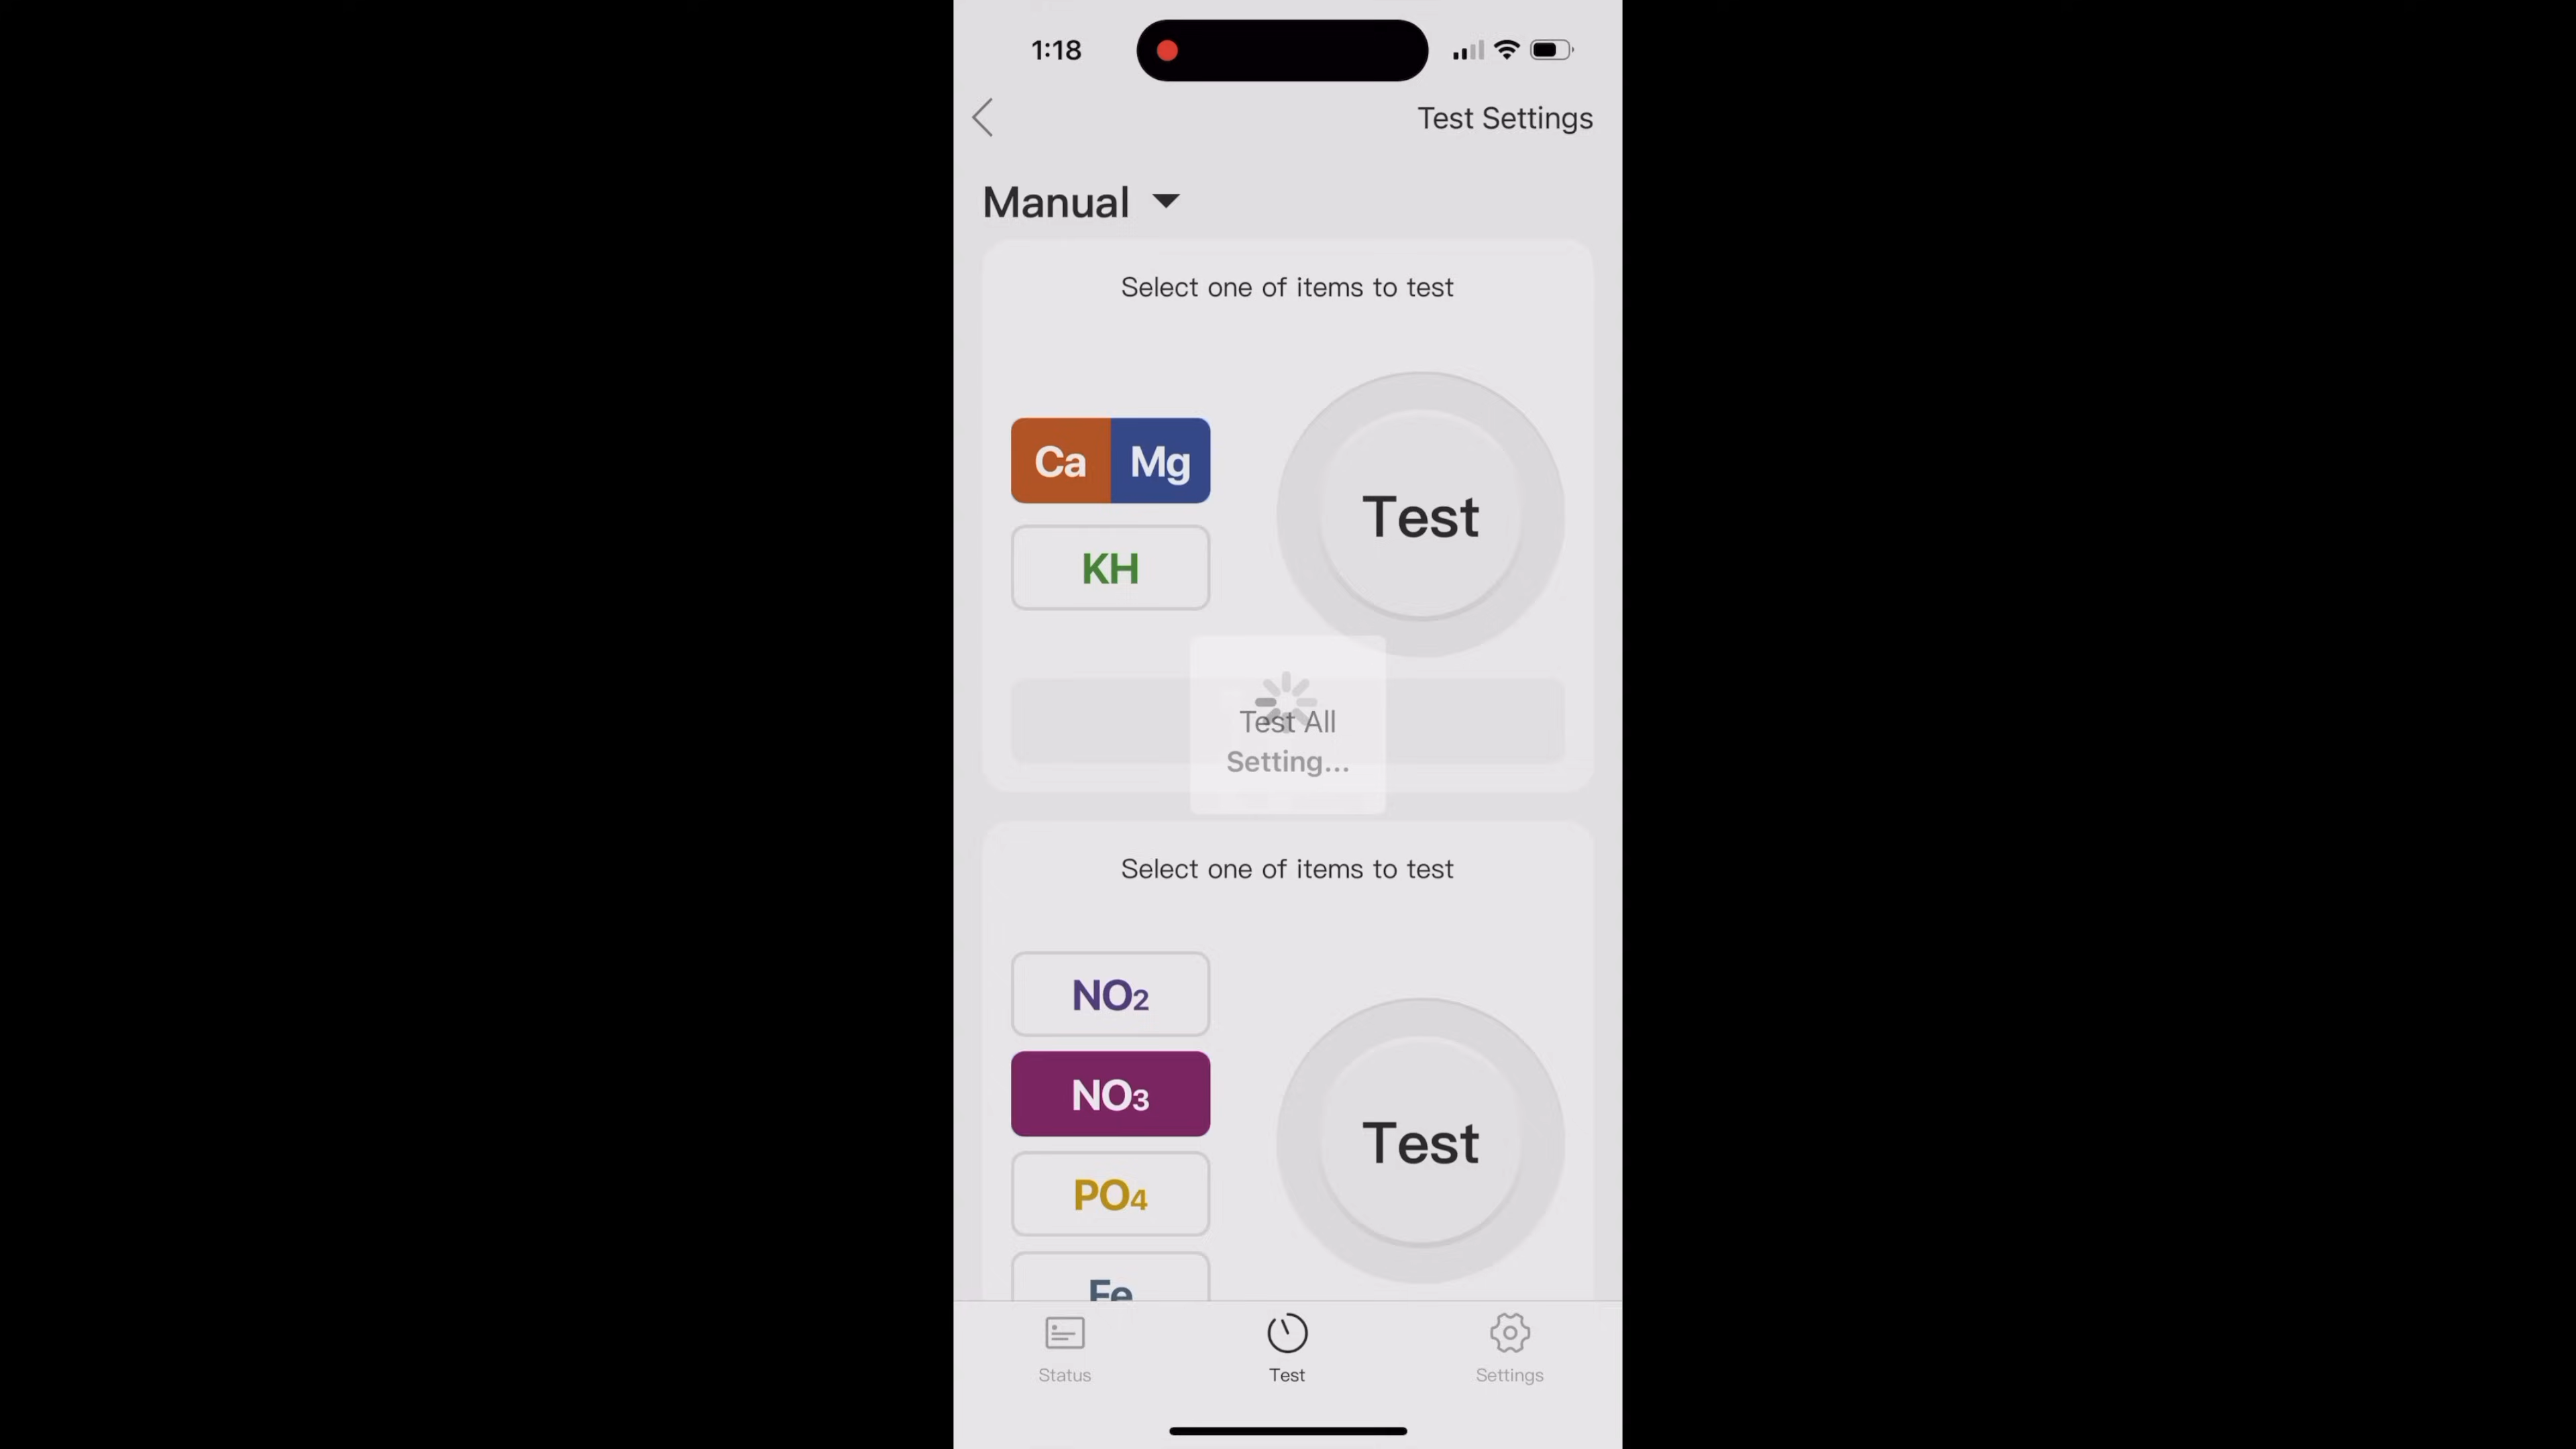 1:18
Test Settings
Manual
Select one of items to test
Ca Mg
KH
Test
Test All
Setting...
Select one of items to test
NO2
NO3
PO4
Fe
Test
Status
Test
Settings